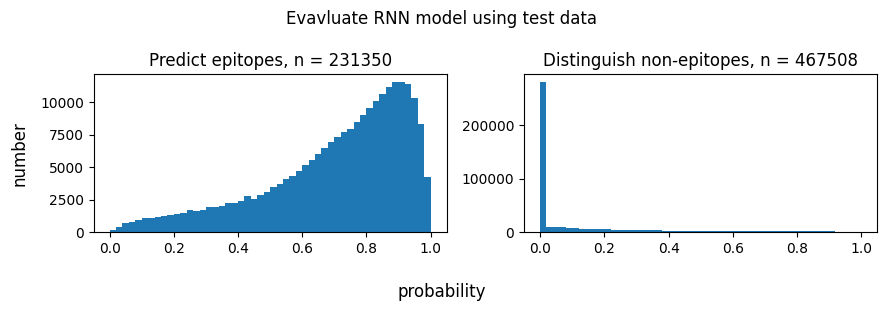 Evavluate RNN model using test data
Predict epitopes, n = 231350
Distinguish non-epitopes, n = 467508
number
10000
7500
5000
2500
0
0.0 0.2 0.4 0.6 0.8 1.0
200000
100000
0
0.0 0.2 0.4 0.6 0.8 1.0
probability